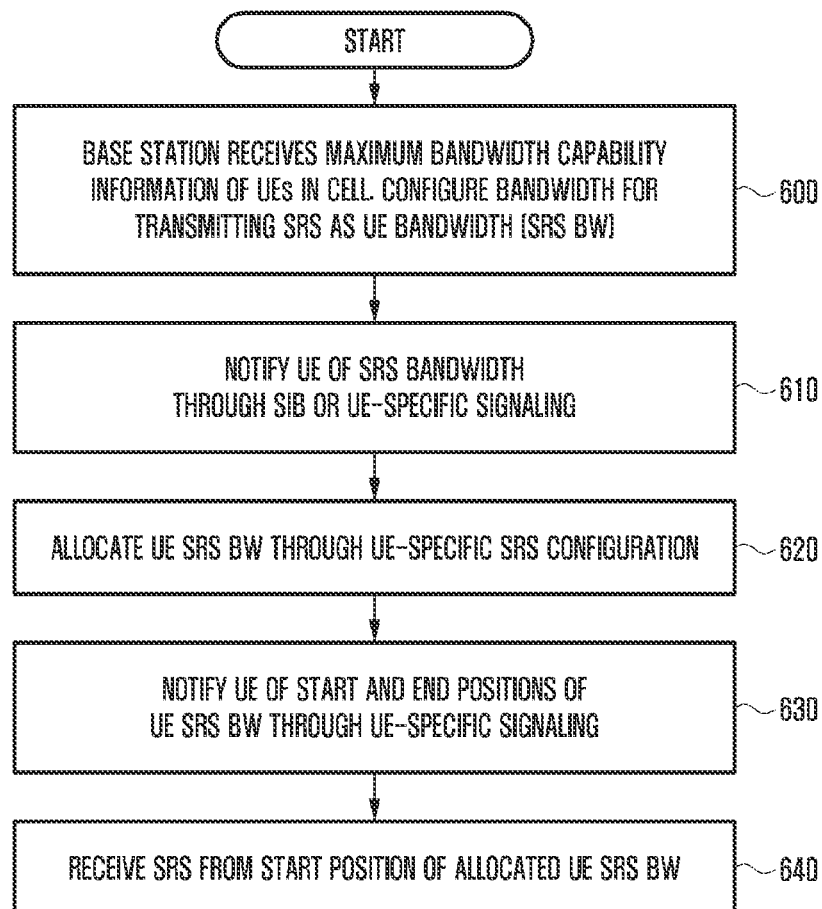 START
BASE STATION RECEIVES MAXIMUM BANDWIDTH CAPABILITY
INFORMATION OF UEs IN CELL. CONFIGURE BANDWIDTH FOR
TRANSMITTING SRS AS UE BANDWIDTH (SRS BW)
600
NOTIFY UE OF SRS BANDWIDTH
THROUGH SIB OR UE-SPECIFIC SIGNALING
610
ALLOCATE UE SRS BW THROUGH UE-SPECIFIC SRS CONFIGURATION
620
NOTIFY UE OF START AND END POSITIONS OF
UE SRS BW THROUGH UE-SPECIFIC SIGNALING
630
RECEIVE SRS FROM START POSITION OF ALLOCATED UE SRS BW
640